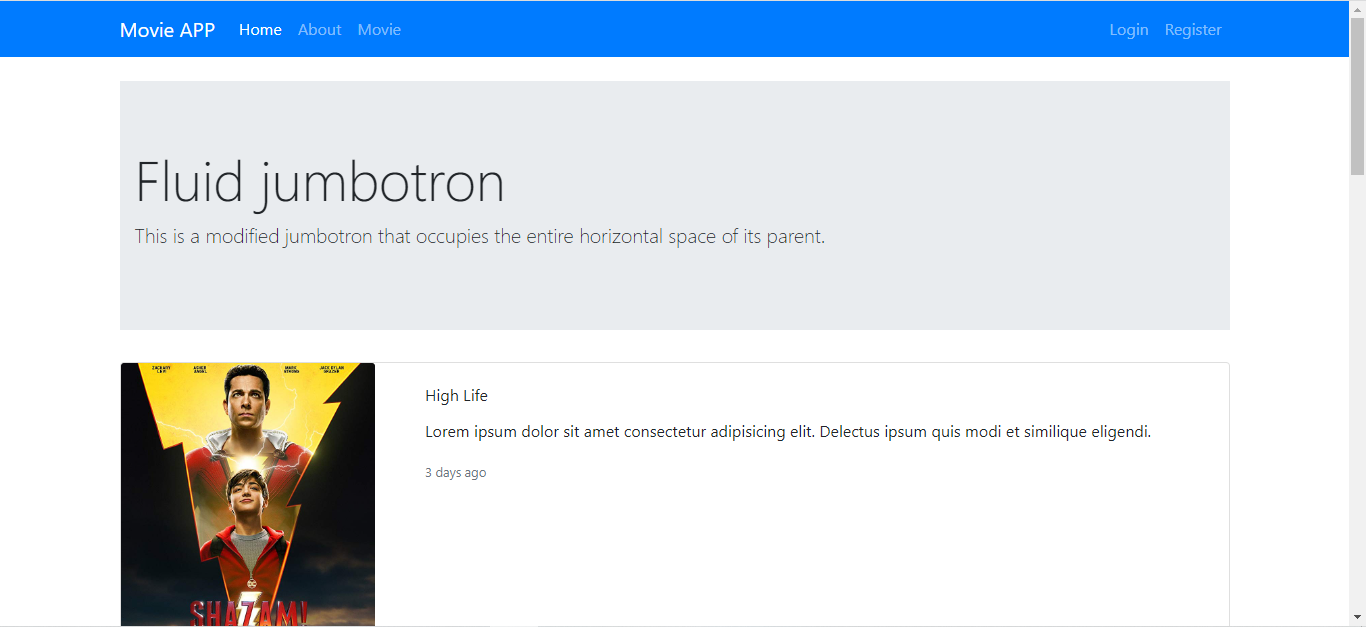 Movie APP Home About Movie Login Register
Fluid jumbotron
This is a modified jumbotron that occupies the entire horizontal space of its parent.
ZACHARY LEVI ASHER ANGEL MARK STRONG JACK DYLAN GRAZER
High Life
Lorem ipsum dolor sit amet consectetur adipisicing elit. Delectus ipsum quis modi et similique eligendi.
3 days ago
SHAZAM!